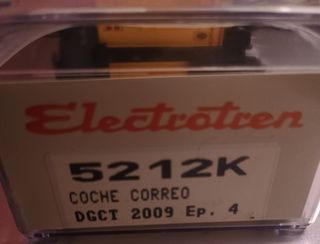 Electrotren
5212K
COCHE CORREO
DGCT 2009 Ep. 4